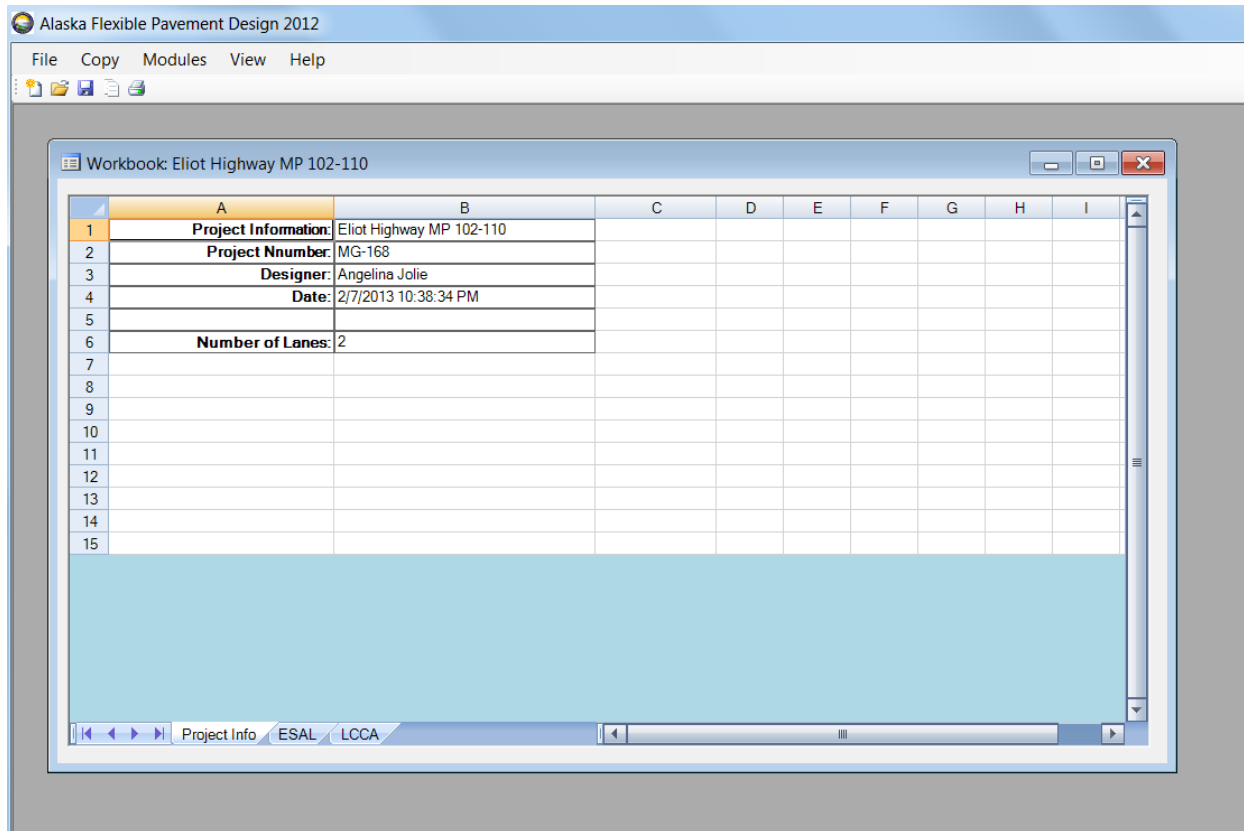 Alaska Flexible Pavement Design 2012
File Copy Modules View Help
Workbook: Eliot Highway MP 102-110
A B C D E F G H I
1 Project Information: Eliot Highway MP 102-110
2 Project Nnumber: MG-168
3 Designer: Angelina Jolie
4 Date: 2/7/2013 10:38:34 PM
5
6 Number of Lanes: 2
7
8
9
10
11
12
13
14
15
Project Info ESAL LCCA